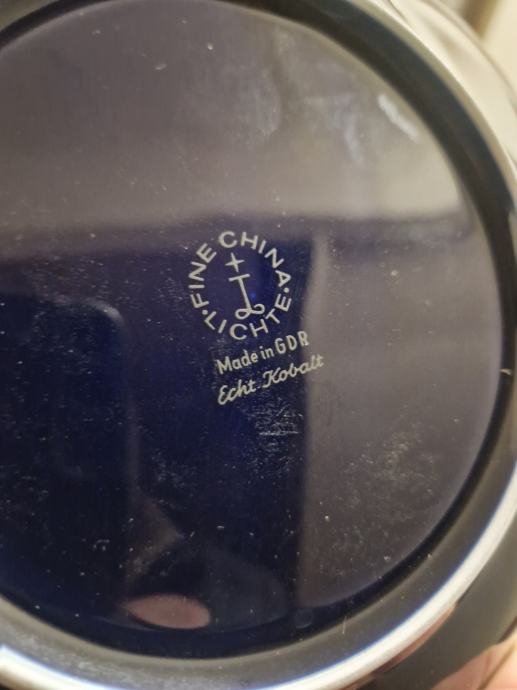 FINE CHINA
LICHTE
Made in GDR
Echt Kobalt